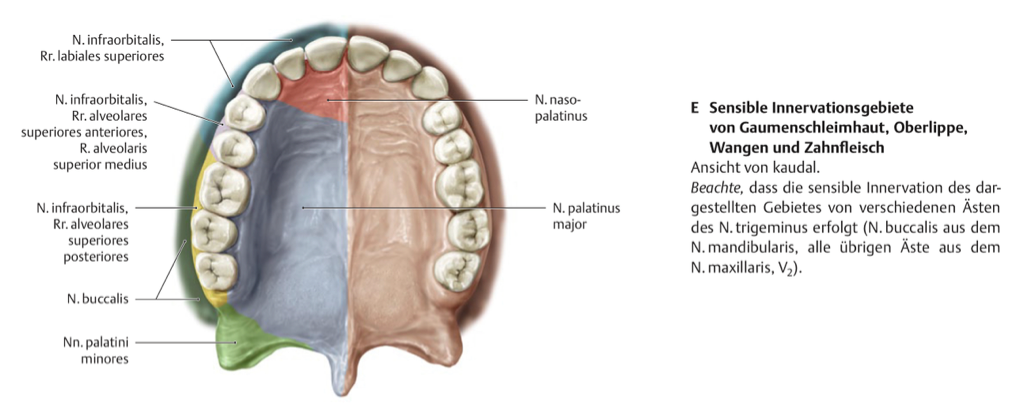 N. infraorbitalis,
Rr. labiales superiores
N. infraorbitalis,
Rr. alveolares
superiores anteriores,
R. alveolaris
superior medius
N. infraorbitalis,
Rr. alveolares
superiores
posteriores
N. buccalis
Nn. palatini
minores
N. naso-
palatinus
N. palatinus
major
E Sensible Innervationsgebiete
von Gaumenschleimhaut, Oberlippe,
Wangen und Zahnfleisch
Ansicht von kaudal.
Beachte, dass die sensible Innervation des dar-
gestellten Gebietes von verschiedenen Ästen
des N. trigeminus erfolgt (N. buccalis aus dem
N. mandibularis, alle übrigen Äste aus dem
N. maxillaris, V₂).